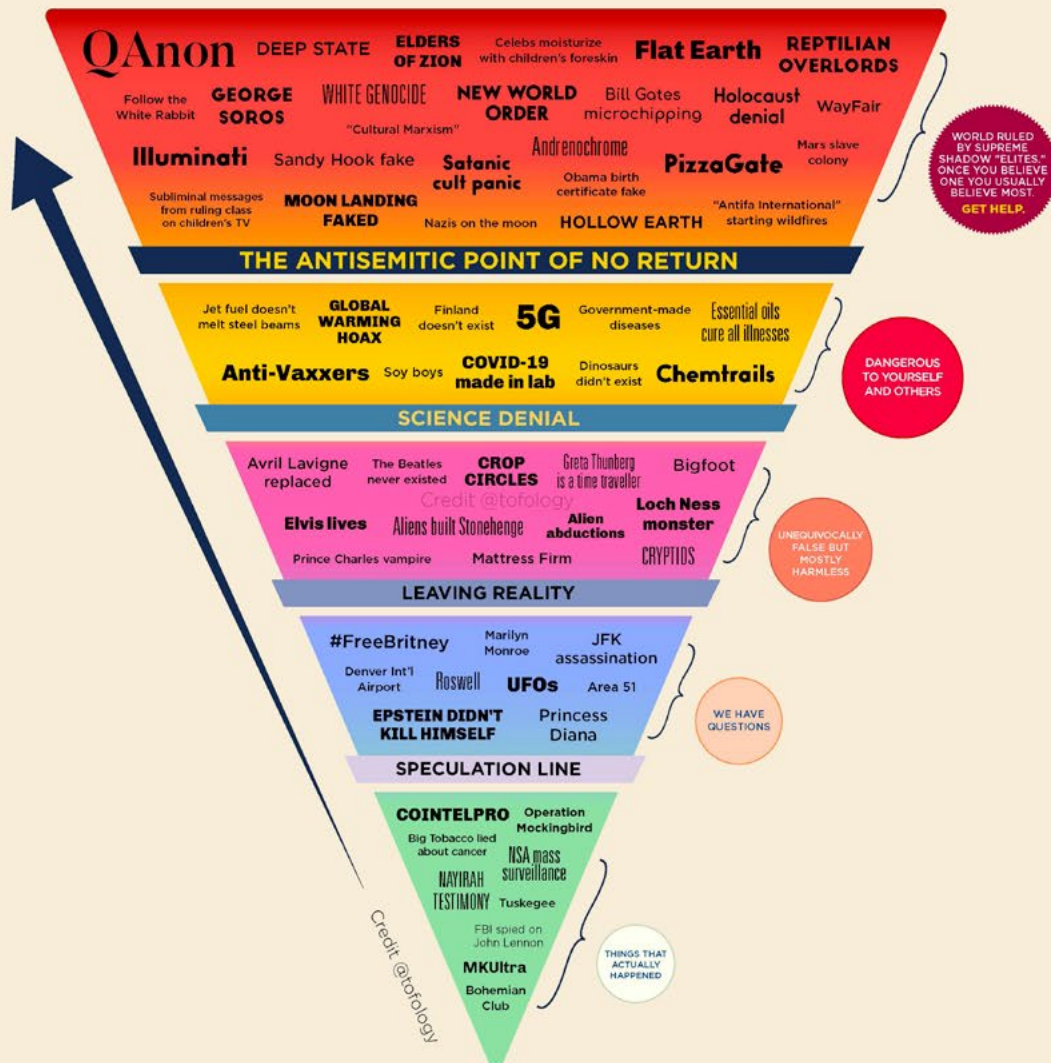 QAnon
DEEP STATE
ELDERS
OF ZION
Celebs moisturize
with children's foreskin
Flat Earth
REPTILIAN
OVERLORDS
Follow the
White Rabbit
GEORGE
SOROS
WHITE GENOCIDE
"Cultural Marxism"
NEW WORLD
ORDER
Bill Gates
microchipping
Holocaust
denial
WayFair
Illuminati
Sandy Hook fake
Satanic
cult panic
Andrenochrome
Obama birth
certificate fake
PizzaGate
Mars slave
colony
Subliminal messages
from ruling class
on children's TV
MOON LANDING
FAKED
Nazis on the moon
HOLLOW EARTH
"Antifa International"
starting wildfires
WORLD RULED
BY SUPREME
SHADOW "ELITES."
ONCE YOU BELIEVE
ONE YOU USUALLY
BELIEVE MOST.
GET HELP.
THE ANTISEMITIC POINT OF NO RETURN
Jet fuel doesn't
melt steel beams
GLOBAL
WARMING
HOAX
Finland
doesn't exist
5G
Government-made
diseases
Essential oils
cure all illnesses
Anti-Vaxxers
Soy boys
COVID-19
made in lab
Dinosaurs
didn't exist
Chemtrails
DANGEROUS
TO YOURSELF
AND OTHERS
SCIENCE DENIAL
Avril Lavigne
replaced
The Beatles
never existed
CROP
CIRCLES
Greta Thunberg
is a time traveller
Bigfoot
Credit @tofology
Elvis lives
Aliens built Stonehenge
Alien
abductions
Loch Ness
monster
Prince Charles vampire
Mattress Firm
CRYPTIDS
UNEQUIVOCALLY
FALSE BUT
MOSTLY
HARMLESS
LEAVING REALITY
#FreeBritney
Marilyn
Monroe
JFK
assassination
Denver Int'l
Airport
Roswell
UFOs
Area 51
EPSTEIN DIDN'T
KILL HIMSELF
Princess
Diana
WE HAVE
QUESTIONS
SPECULATION LINE
COINTELPRO
Operation
Mockingbird
Big Tobacco lied
about cancer
NSA mass
surveillance
NAYIRAH
TESTIMONY
Tuskegee
FBI spied on
John Lennon
MKUltra
Bohemian
Club
THINGS THAT
ACTUALLY
HAPPENED
Credit @tofology